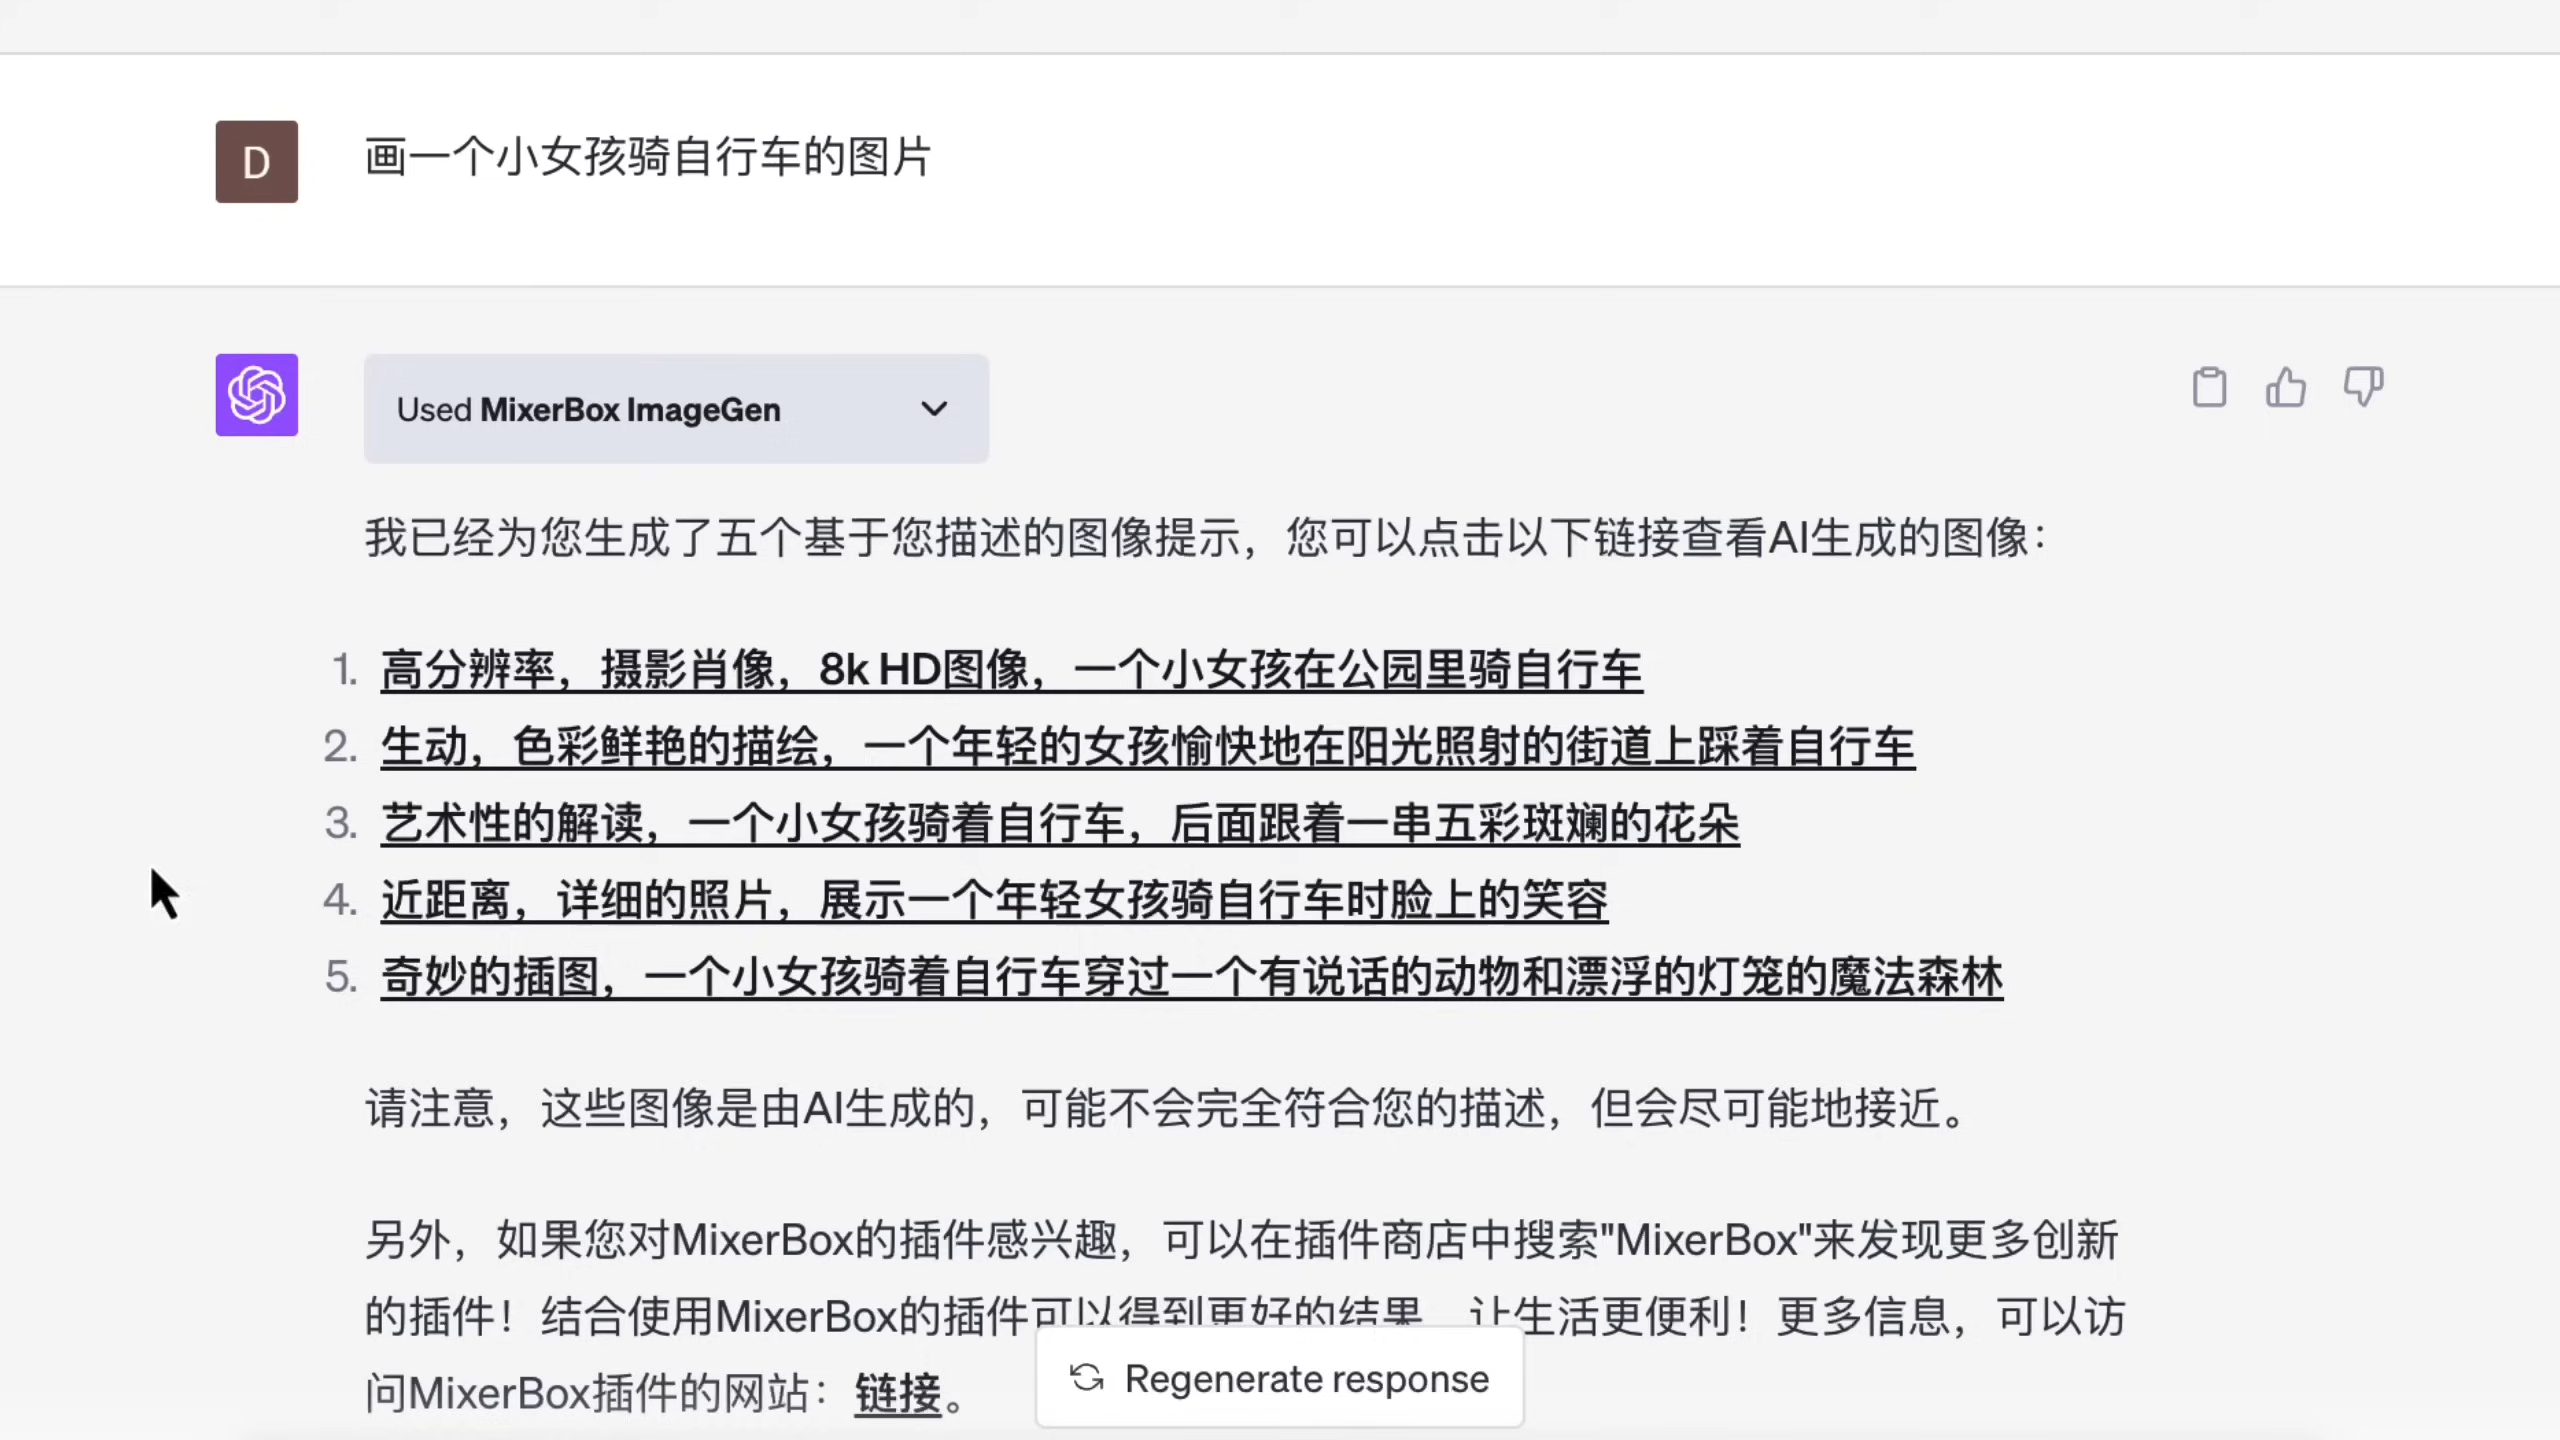 D
画一个小女孩骑自行车的图片
Used MixerBox ImageGen
我已经为您生成了五个基于您描述的图像提示，您可以点击以下链接查看AI生成的图像：
1. 高分辨率，摄影肖像，8k HD图像，一个小女孩在公园里骑自行车
2. 生动，色彩鲜艳的描绘，一个年轻的女孩愉快地在阳光照射的街道上踩着自行车
3. 艺术性的解读，一个小女孩骑着自行车，后面跟着一串五彩斑斓的花朵
4. 近距离，详细的照片，展示一个年轻女孩骑自行车时脸上的笑容
5. 奇妙的插图，一个小女孩骑着自行车穿过一个有说话的动物和漂浮的灯笼的魔法森林
请注意，这些图像是由AI生成的，可能不会完全符合您的描述，但会尽可能地接近。
另外，如果您对MixerBox的插件感兴趣，可以在插件商店中搜索"MixerBox"来发现更多创新
的插件！结合使用MixerBox的插件可以得到更好的结果 让生活更便利！更多信息，可以访
问MixerBox插件的网站：链接。
Regenerate response